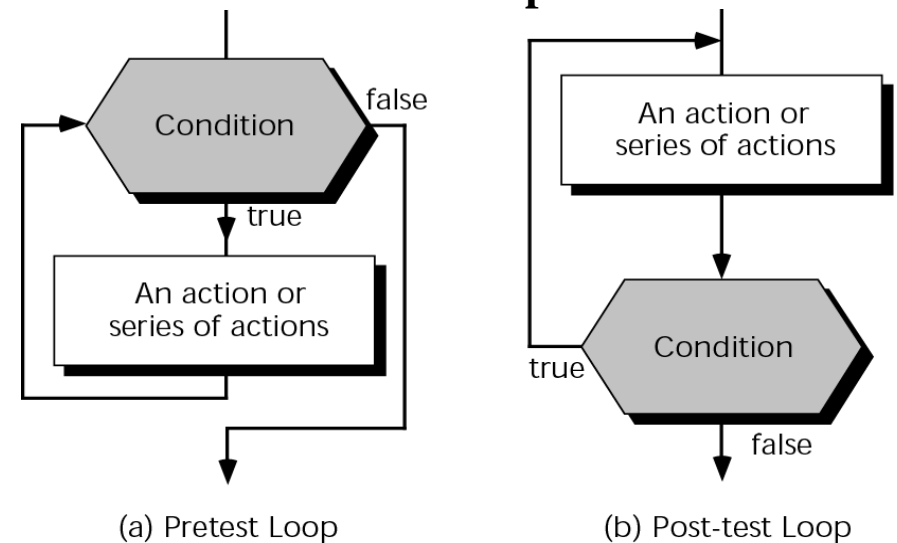 Condition
false
true
An action or
series of actions
(a) Pretest Loop
An action or
series of actions
Condition
true
false
(b) Post-test Loop